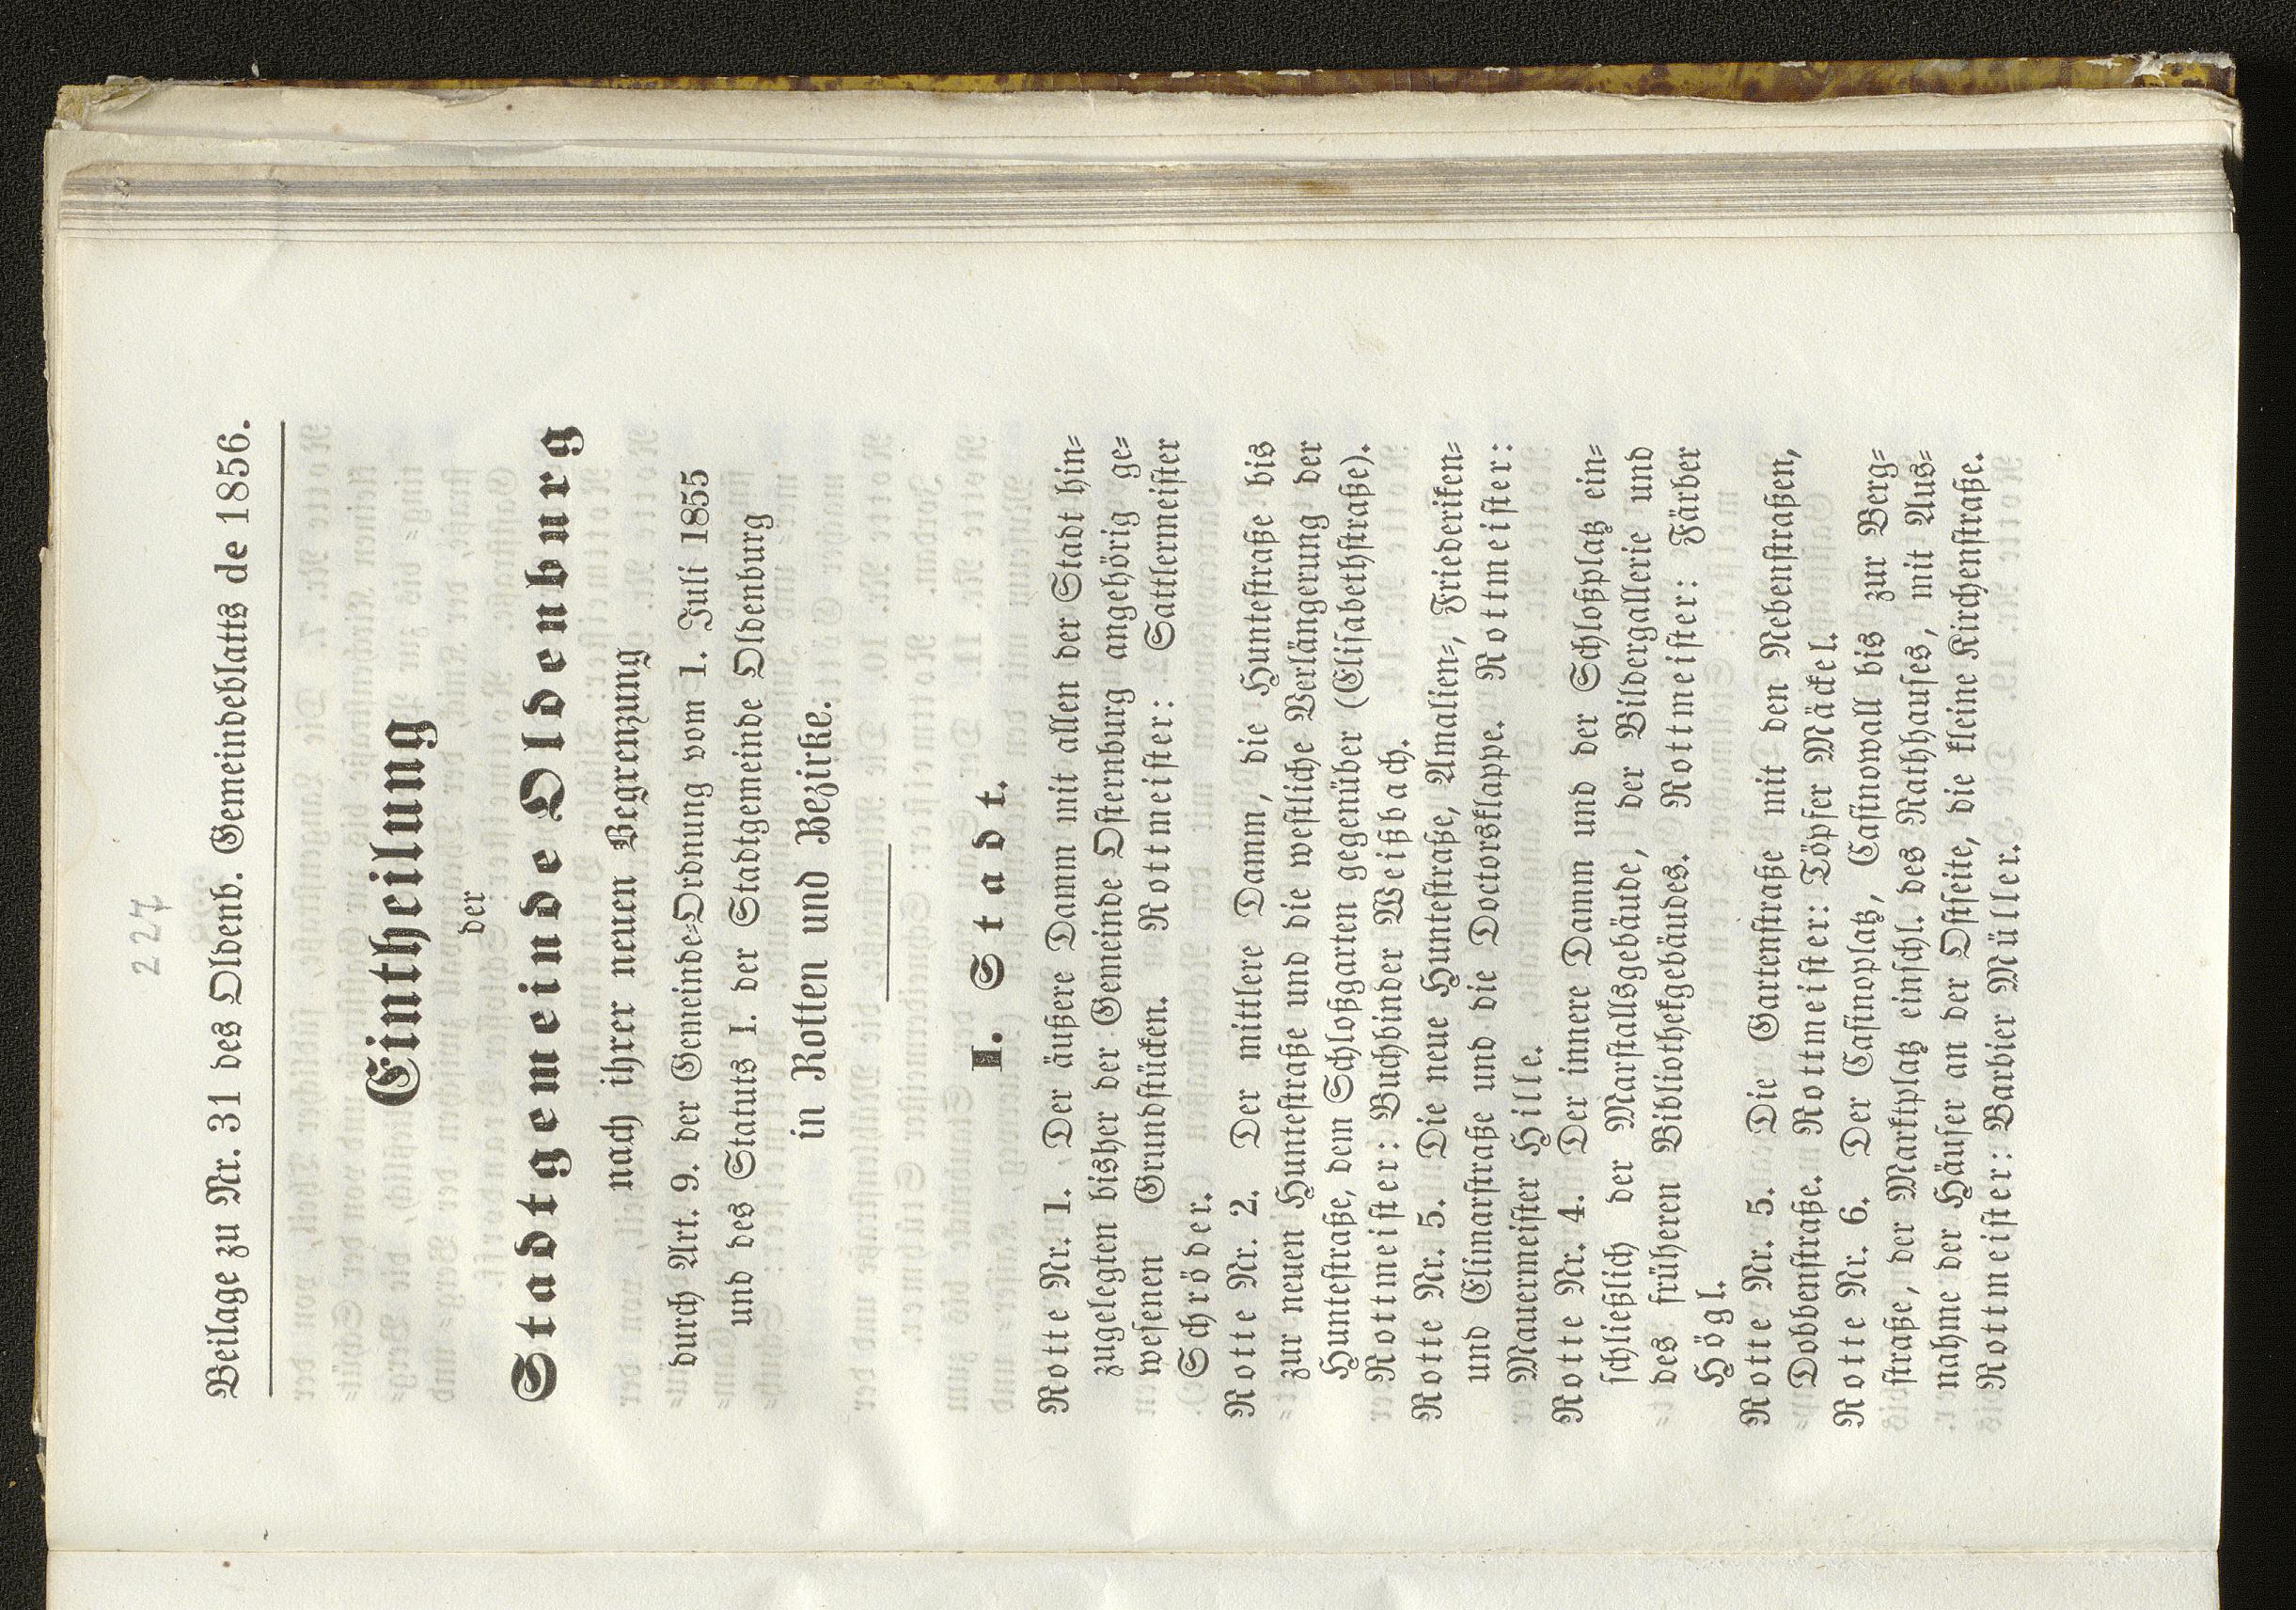 227
Beilage zu Nr. 31 des Oldenb. Gemeindeblatts de 1856.
Eintheilung
der
Stadtgemeinde Oldenburg
nach ihrer neuen Begrenzung
durch Art. 9. der Gemeinde=Ordnung vom 1. Juli 1855
und des Statuts I. der Stadtgemeinde Oldenburg
in Rotten und Bezirke.
I. Stadt.
Rotte Nr. 1. Der äußere Damm mit allen der Stadt hin=
zugelegten bisher der Gemeinde Osternburg angehörig ge=
wesenen Grundstücken. Rottmeister: Sattlermeister
Schröder.
Rotte Nr. 2. Der mittlere Damm, die Huntestraße bis
zur neuen Huntestraße und die westliche Verlängerung der
Huntestraße, dem Schloßgarten gegenüber (Elisabethstraße).
Rottmeister: Buchbinder Weißbach.
Rotte Nr. 5. Die neue Huntestraße, Amalien=, Friederiken=
und Elimarstraße und die Doctorsklappe. Rottmeister:
Mauermeister Hille.
Rotte Nr. 4. Der innere Damm und der Schloßplatz ein=
schließlich der Marstallsgebäude, der Bildergallerie und
des früheren Bibliothekgebäudes. Rottmeister: Färber
Högl.
Rotte Nr. 5. Die Gartenstraße mit den Nebenstraßen,
Dobbenstraße. Rottmeister: Töpfer Mäckel.
Rotte Nr. 6. Der Casinoplatz, Casinowall bis zur Berg=
straße, der Marktplatz einschl. des Rathhauses, mit Aus=
nahme der Häuser an der Ostseite, die kleine Kirchenstraße.
Rottmeister: Barbier Müller.